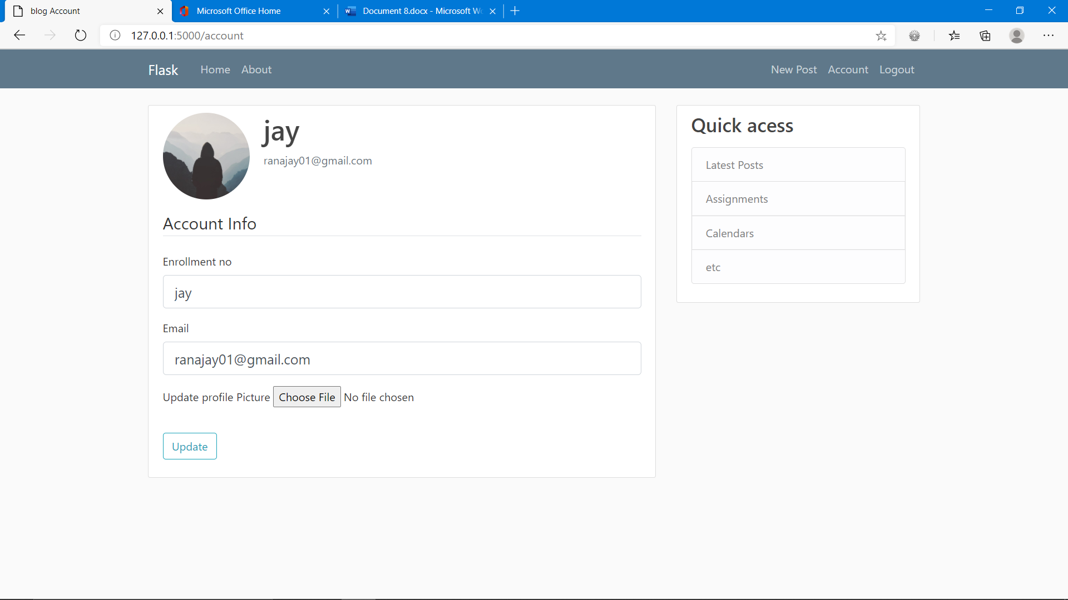 blog Account
Microsoft Office Home
Document 8.docx - Microsoft W
127.0.0.1:5000/account
Flask
Home
About
New Post
Account
Logout
jay
ranajay01@gmail.com
Account Info
Enrollment no
jay
Email
ranajay01@gmail.com
Update profile Picture Choose File No file chosen
Update
Quick acess
Latest Posts
Assignments
Calendars
etc